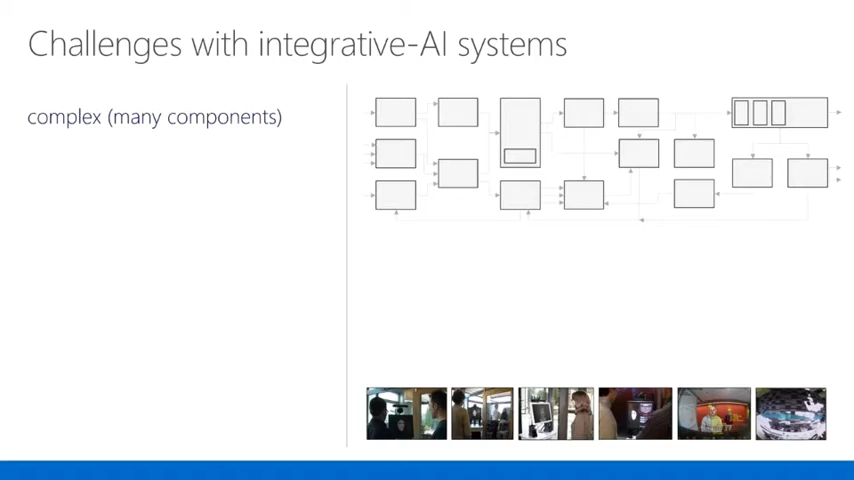 Challenges with integrative-AI systems
complex (many components)